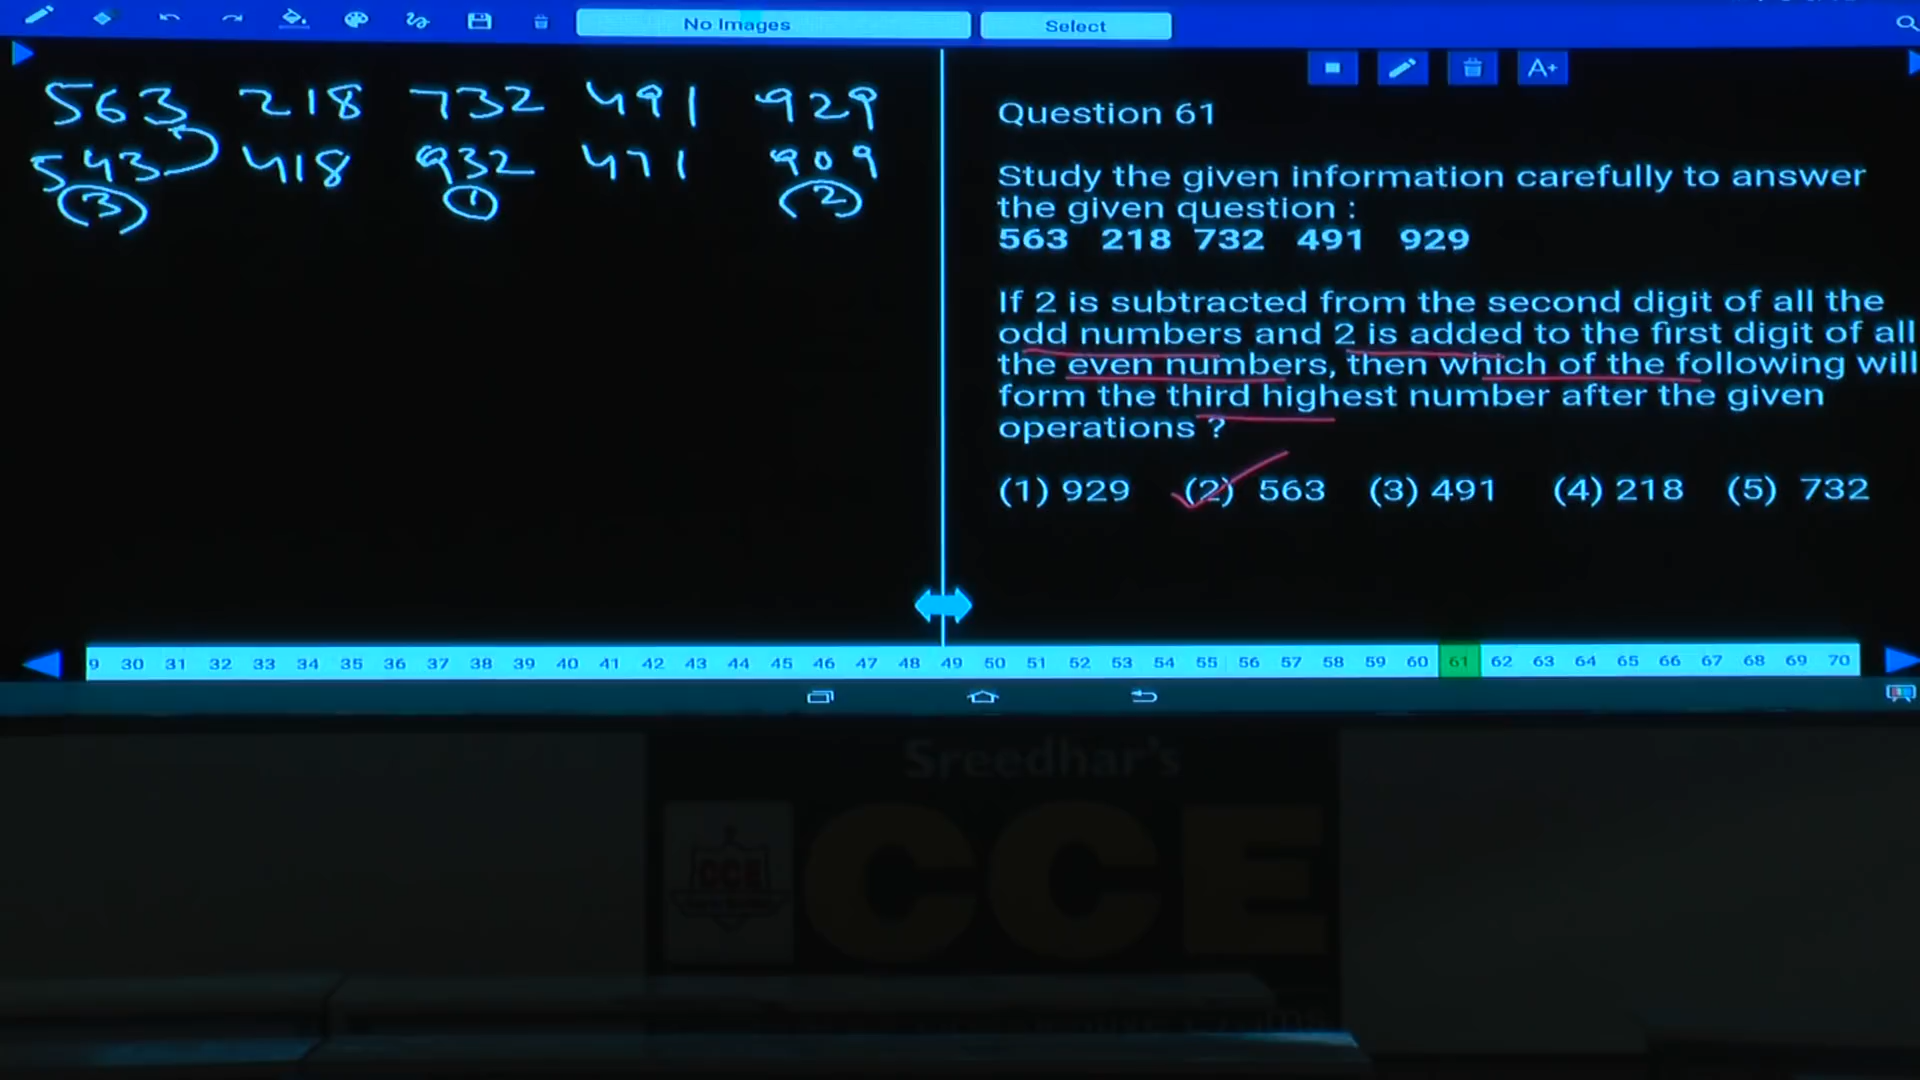 No Images Select
A+
563 218 732 491 929
543 418 932 471 909
(3) 1 (2)
Question 61
Study the given information carefully to answer
the given question :
563 218 732 491 929
If 2 is subtracted from the second digit of all the
odd numbers and 2 is added to the first digit of all
the even numbers, then which of the following will
form the third highest number after the given
operations ?
(1) 929 (2) 563 (3) 491 (4) 218 (5) 732
9 30 31 32 33 34 35 36 37 38 39 40 41 42 43 44 45 46 47 48 49 50 51 52 53 54 55 56 57 58 59 60 61 62 63 64 65 66 67 68 69 70
Sreedhar's
CCE
CCE